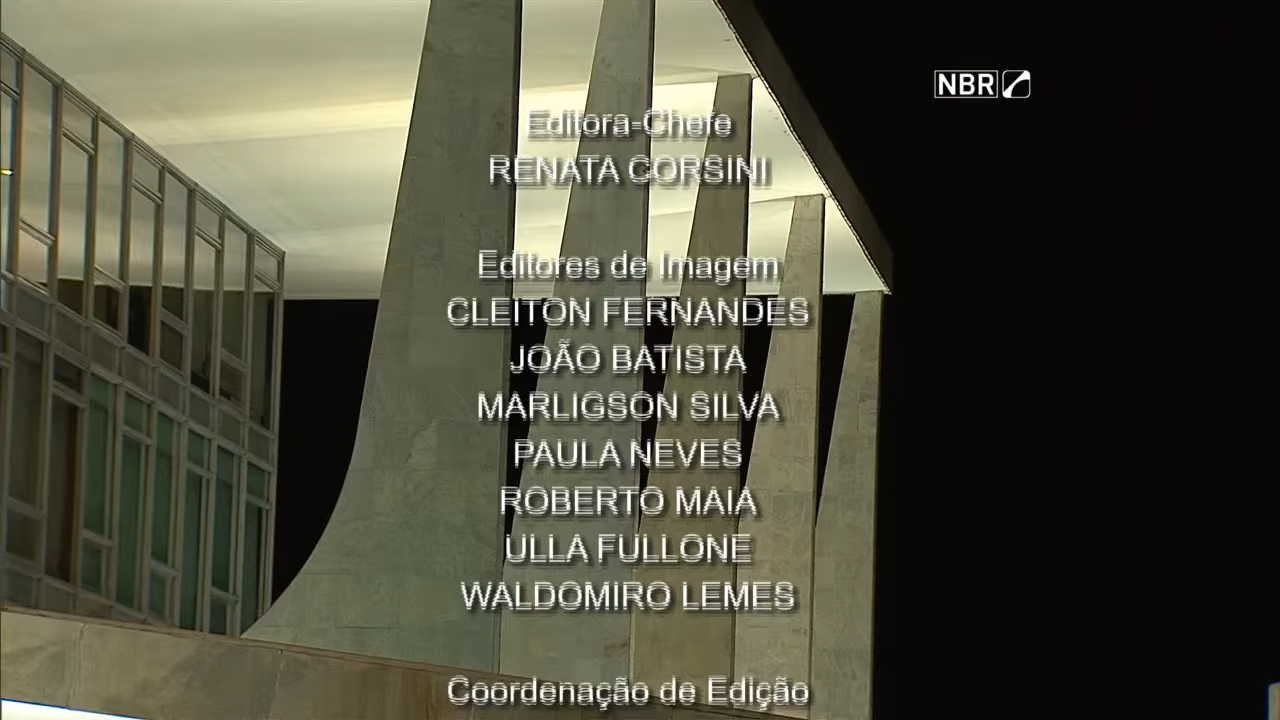 NBR
Editora-Chefe
RENATA CORSINI
Editores de Imagem
CLEITON FERNANDES
JOÃO BATISTA
MARLIGSON SILVA
PAULA NEVES
ROBERTO MAIA
ULLA FULLONE
WALDOMIRO LEMES
Coordenação de Edição